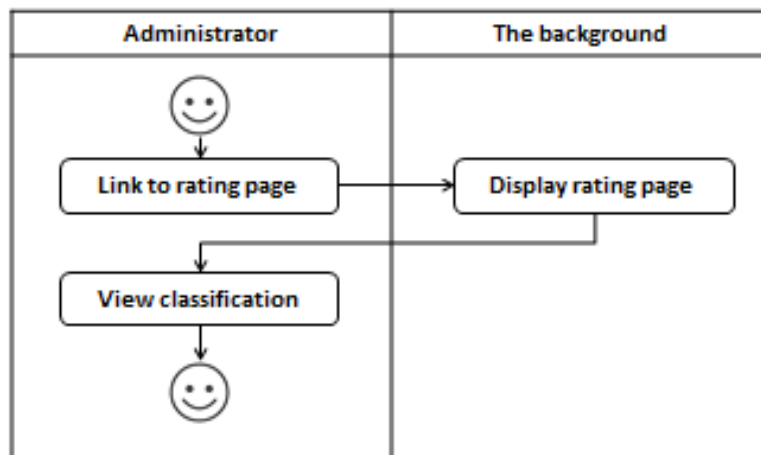 Administrator
The background
Link to rating page
Display rating page
View classification